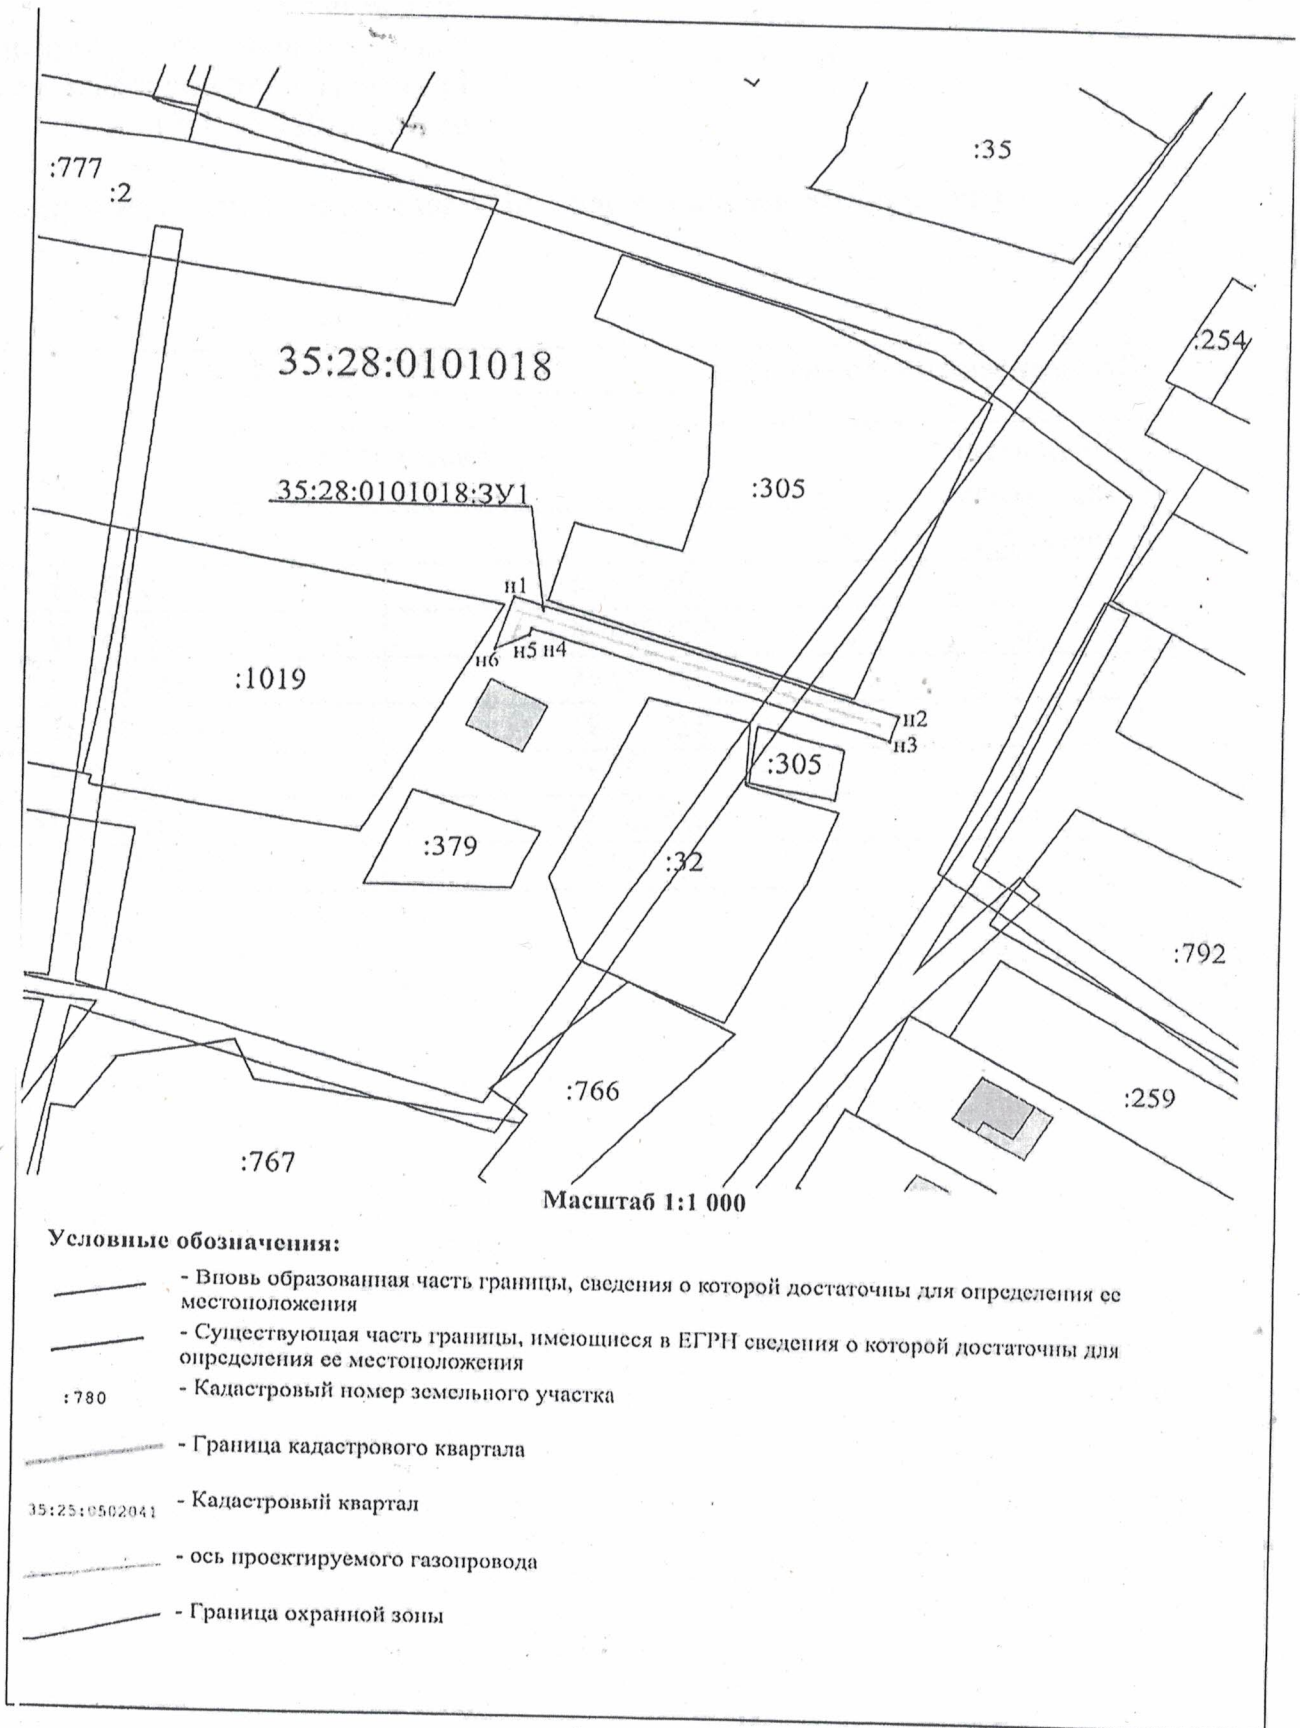 :35
:777
:2
:254
35:28:0101018
35:28:0101018:ЗУ1
:305
н1
н6
н5
н4
:1019
н2
н3
:305
:379
:32
:792
:766
:259
:767
Масштаб 1:1 000
Условные обозначения:
- Вновь образованная часть границы, сведения о которой достаточны для определения ее
местоположения
- Существующая часть границы, имеющиеся в ЕГРН сведения о которой достаточны для
определения ее местоположения
:780 - Кадастровый номер земельного участка
- Граница кадастрового квартала
35:25:0502041 - Кадастровый квартал
- ось проектируемого газопровода
- Граница охранной зоны